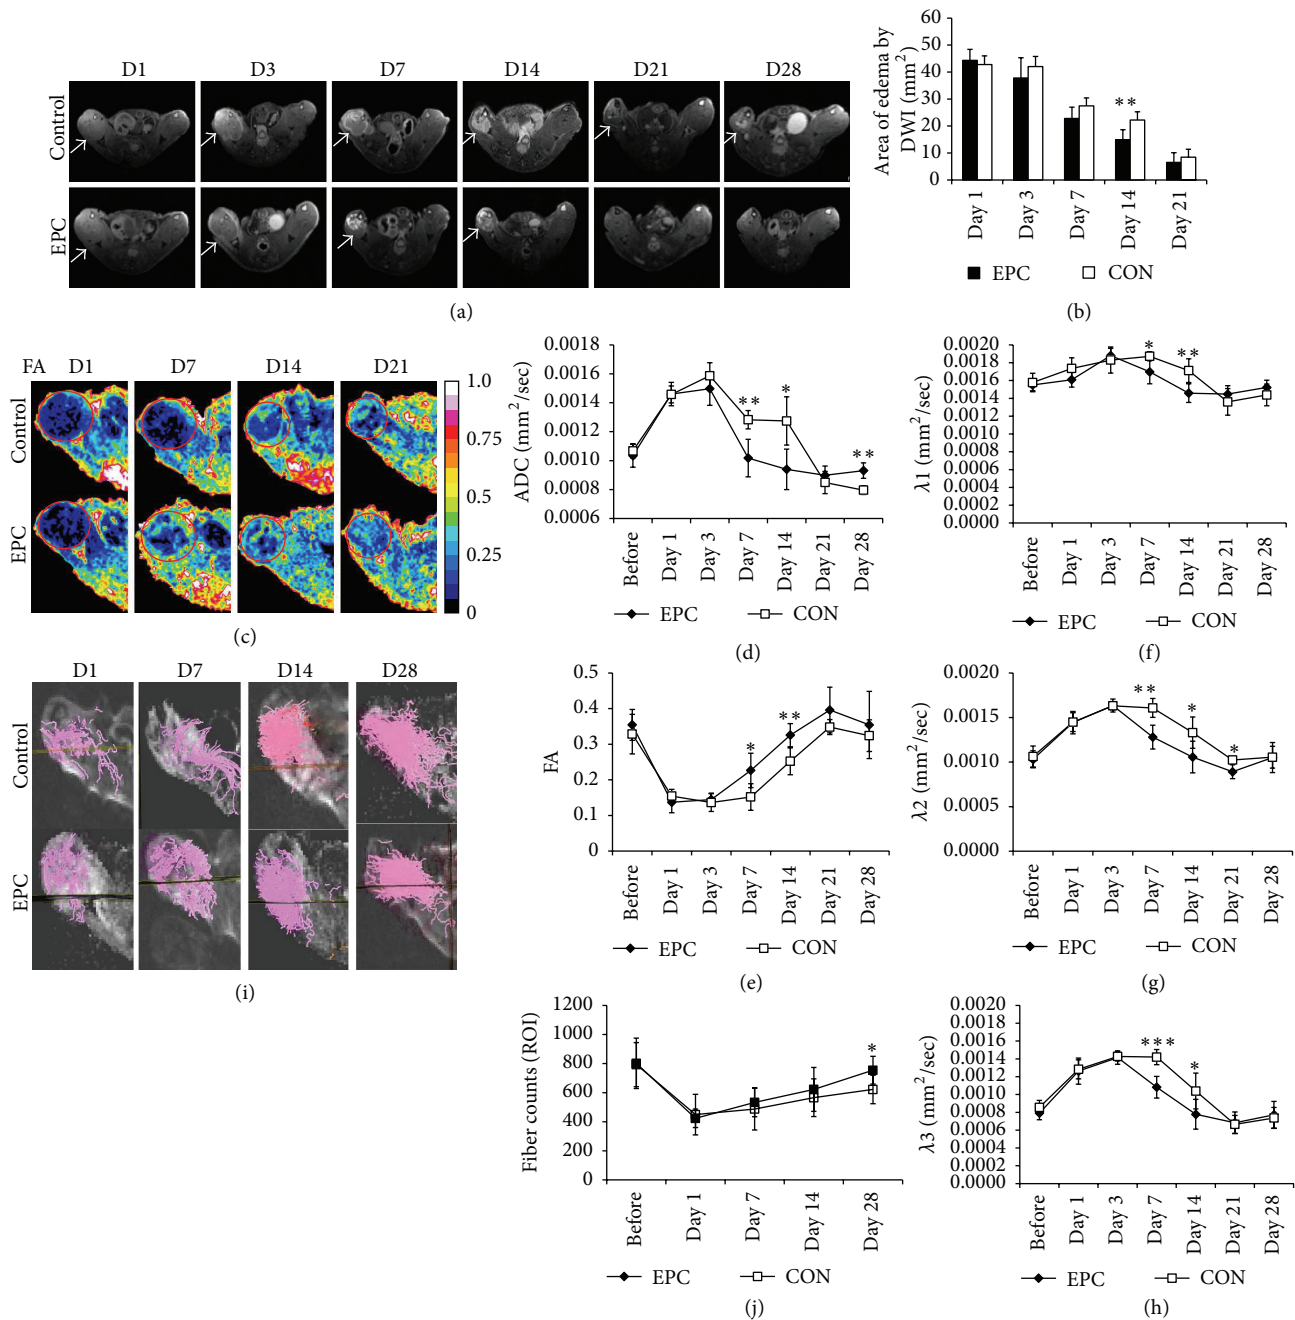 D1 D3 D7 D14 D21 D28
Control
EPC
(a)
Area of edema by
DWI (mm²)
60
50
40
30
20
10
0
**
Day 1 Day 3 Day 7 Day 14 Day 21
EPC CON
(b)
FA D1 D7 D14 D21
Control
EPC
1.0
0.75
0.5
0.25
0
(c)
ADC (mm²/sec)
0.0018
0.0016
0.0014
0.0012
0.0010
0.0008
0.0006
** * **
Before Day 1 Day 3 Day 7 Day 14 Day 21 Day 28
EPC CON
(d)
λ1 (mm²/sec)
0.0020
0.0018
0.0016
0.0014
0.0012
0.0010
0.0008
0.0006
0.0004
0.0002
0.0000
* **
Before Day 1 Day 3 Day 7 Day 14 Day 21 Day 28
EPC CON
(f)
D1 D7 D14 D28
Control
EPC
(i)
FA
0.5
0.4
0.3
0.2
0.1
0
* **
Before Day 1 Day 3 Day 7 Day 14 Day 21 Day 28
EPC CON
(e)
λ2 (mm²/sec)
0.0020
0.0015
0.0010
0.0005
0.0000
** * *
Before Day 1 Day 3 Day 7 Day 14 Day 21 Day 28
EPC CON
(g)
Fiber counts (ROI)
1200
1000
800
600
400
200
0
*
Before Day 1 Day 7 Day 14 Day 28
EPC CON
(j)
λ3 (mm²/sec)
0.0020
0.0018
0.0016
0.0014
0.0012
0.0010
0.0008
0.0006
0.0004
0.0002
0.0000
*** *
Before Day 1 Day 3 Day 7 Day 14 Day 21 Day 28
EPC CON
(h)